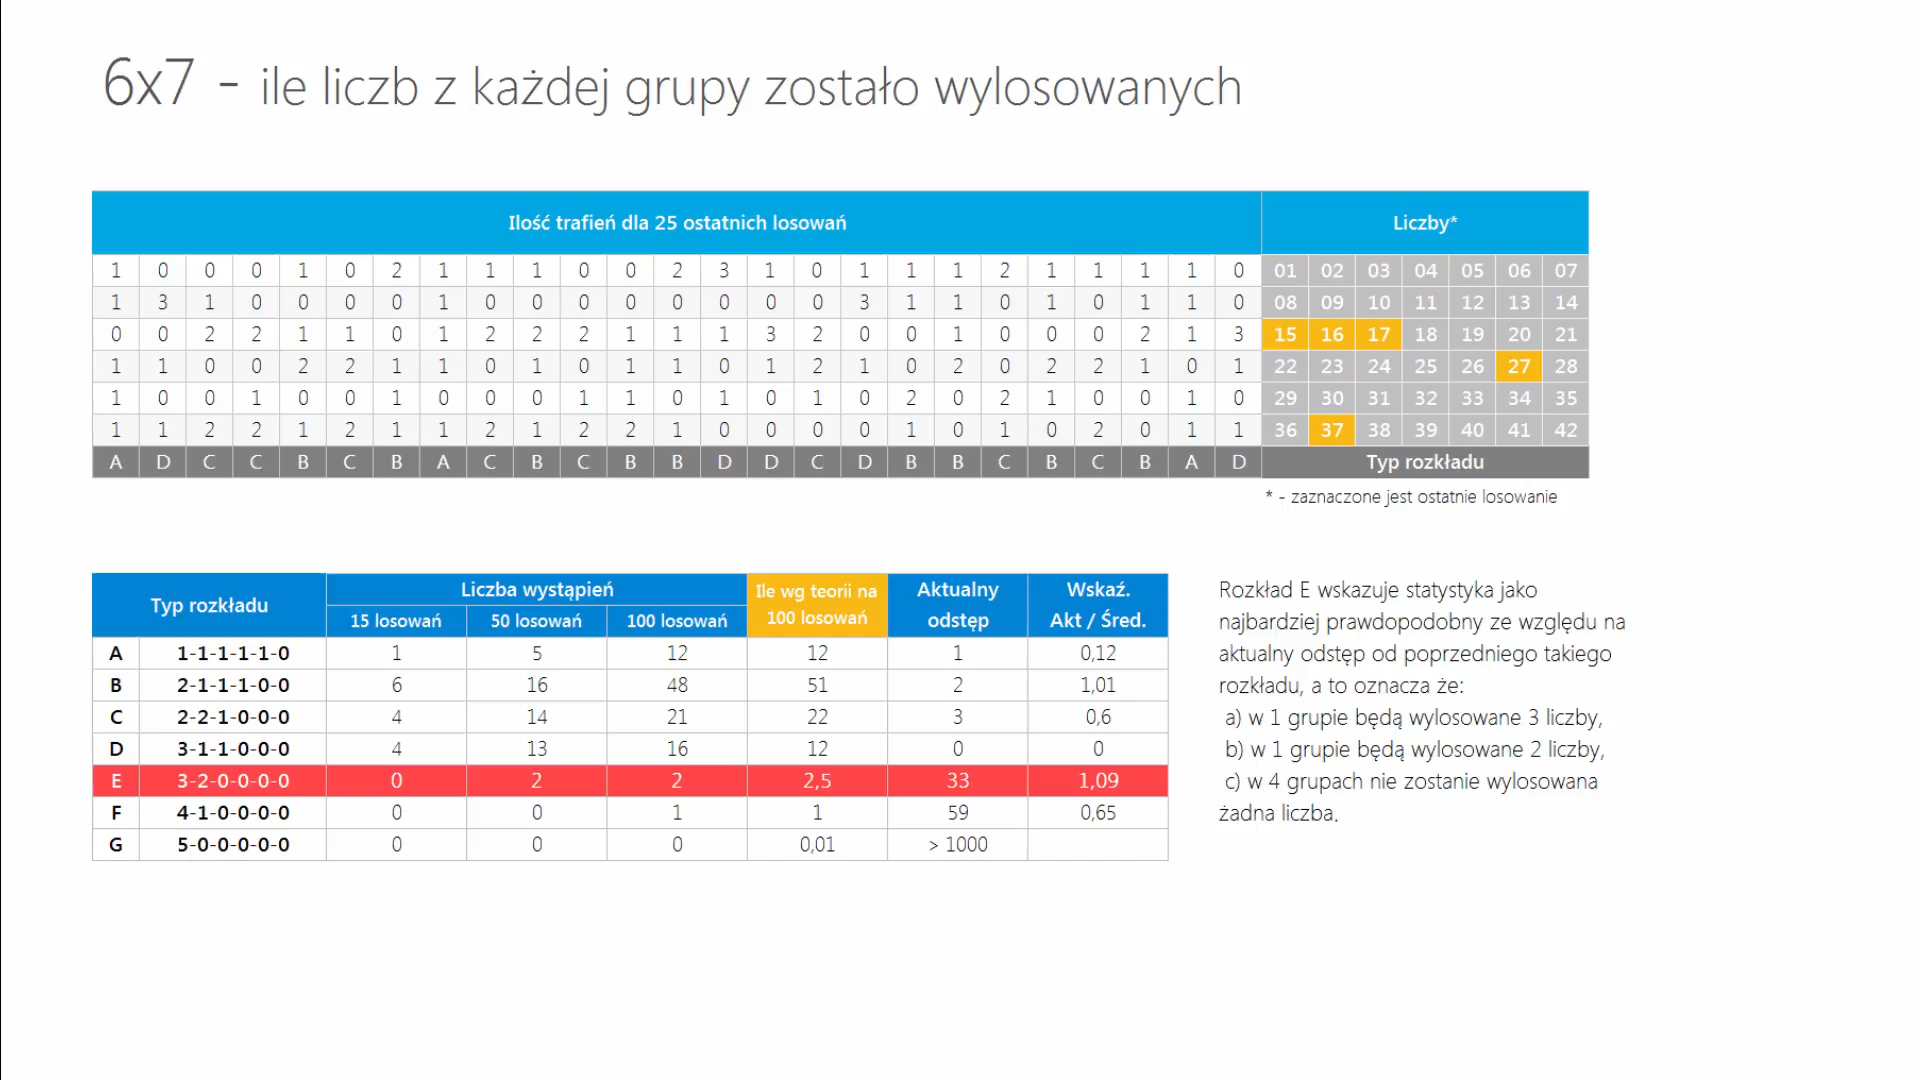 6x7 - ile liczb z każdej grupy zostało wylosowanych
Ilość trafień dla 25 ostatnich losowań Liczby*
1 0 0 0 1 0 2 1 1 1 0 0 2 3 1 0 1 1 1 2 1 1 1 1 0 01 02 03 04 05 06 07
1 3 1 0 0 0 0 1 0 0 0 0 0 0 0 0 3 1 1 0 1 0 1 1 0 08 09 10 11 12 13 14
0 0 2 2 1 1 0 1 2 2 2 1 1 1 3 2 0 0 1 0 0 0 2 1 3 15 16 17 18 19 20 21
1 1 0 0 2 2 1 1 0 1 0 1 1 0 1 2 1 0 2 0 2 2 1 0 1 22 23 24 25 26 27 28
1 0 0 1 0 0 1 0 0 0 1 1 0 1 0 1 0 2 0 2 1 0 0 1 0 29 30 31 32 33 34 35
1 1 2 2 1 2 1 1 2 1 2 2 1 0 0 0 0 1 0 1 0 2 0 1 1 36 37 38 39 40 41 42
A D C C B C B A C B C B B D D C D B B C B C B A D Typ rozkładu
* - zaznaczone jest ostatnie losowanie
Typ rozkładu Liczba wystąpień Ile wg teorii na 100 losowań Aktualny odstęp Wskaź. Akt / Śred.
15 losowań 50 losowań 100 losowań
A 1-1-1-1-1-0 1 5 12 12 1 0,12
B 2-1-1-1-0-0 6 16 48 51 2 1,01
C 2-2-1-0-0-0 4 14 21 22 3 0,6
D 3-1-1-0-0-0 4 13 16 12 0 0
E 3-2-0-0-0-0 0 2 2 2,5 33 1,09
F 4-1-0-0-0-0 0 0 1 1 59 0,65
G 5-0-0-0-0-0 0 0 0 0,01 > 1000
Rozkład E wskazuje statystyka jako
najbardziej prawdopodobny ze względu na
aktualny odstęp od poprzedniego takiego
rozkładu, a to oznacza że:
a) w 1 grupie będą wylosowane 3 liczby,
b) w 1 grupie będą wylosowane 2 liczby,
c) w 4 grupach nie zostanie wylosowana
żadna liczba.